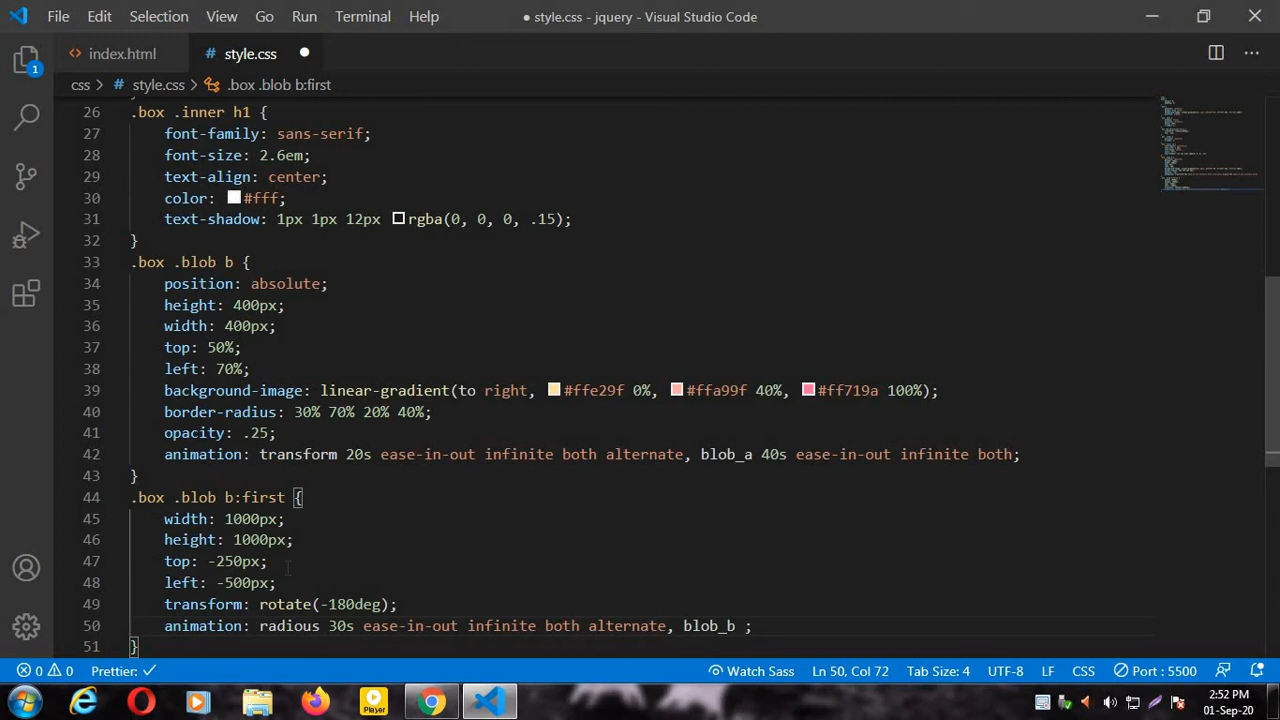 File Edit Selection View Go Run Terminal Help
● style.css - jquery - Visual Studio Code
<> index.html
# style.css ●
css > # style.css > .box .blob b:first
26 .box .inner h1 {
27 font-family: sans-serif;
28 font-size: 2.6em;
29 text-align: center;
30 color: #fff;
31 text-shadow: 1px 1px 12px rgba(0, 0, 0, .15);
32 }
33 .box .blob b {
34 position: absolute;
35 height: 400px;
36 width: 400px;
37 top: 50%;
38 left: 70%;
39 background-image: linear-gradient(to right, #ffe29f 0%, #ffa99f 40%, #ff719a 100%);
40 border-radius: 30% 70% 20% 40%;
41 opacity: .25;
42 animation: transform 20s ease-in-out infinite both alternate, blob_a 40s ease-in-out infinite both;
43 }
44 .box .blob b:first {
45 width: 1000px;
46 height: 1000px;
47 top: -250px;
48 left: -500px;
49 transform: rotate(-180deg);
50 animation: radious 30s ease-in-out infinite both alternate, blob_b ;
51 }
1
0 0 Prettier: ✓ Watch Sass Ln 50, Col 72 Tab Size: 4 UTF-8 LF CSS Port : 5500
Player
2:52 PM
01-Sep-20